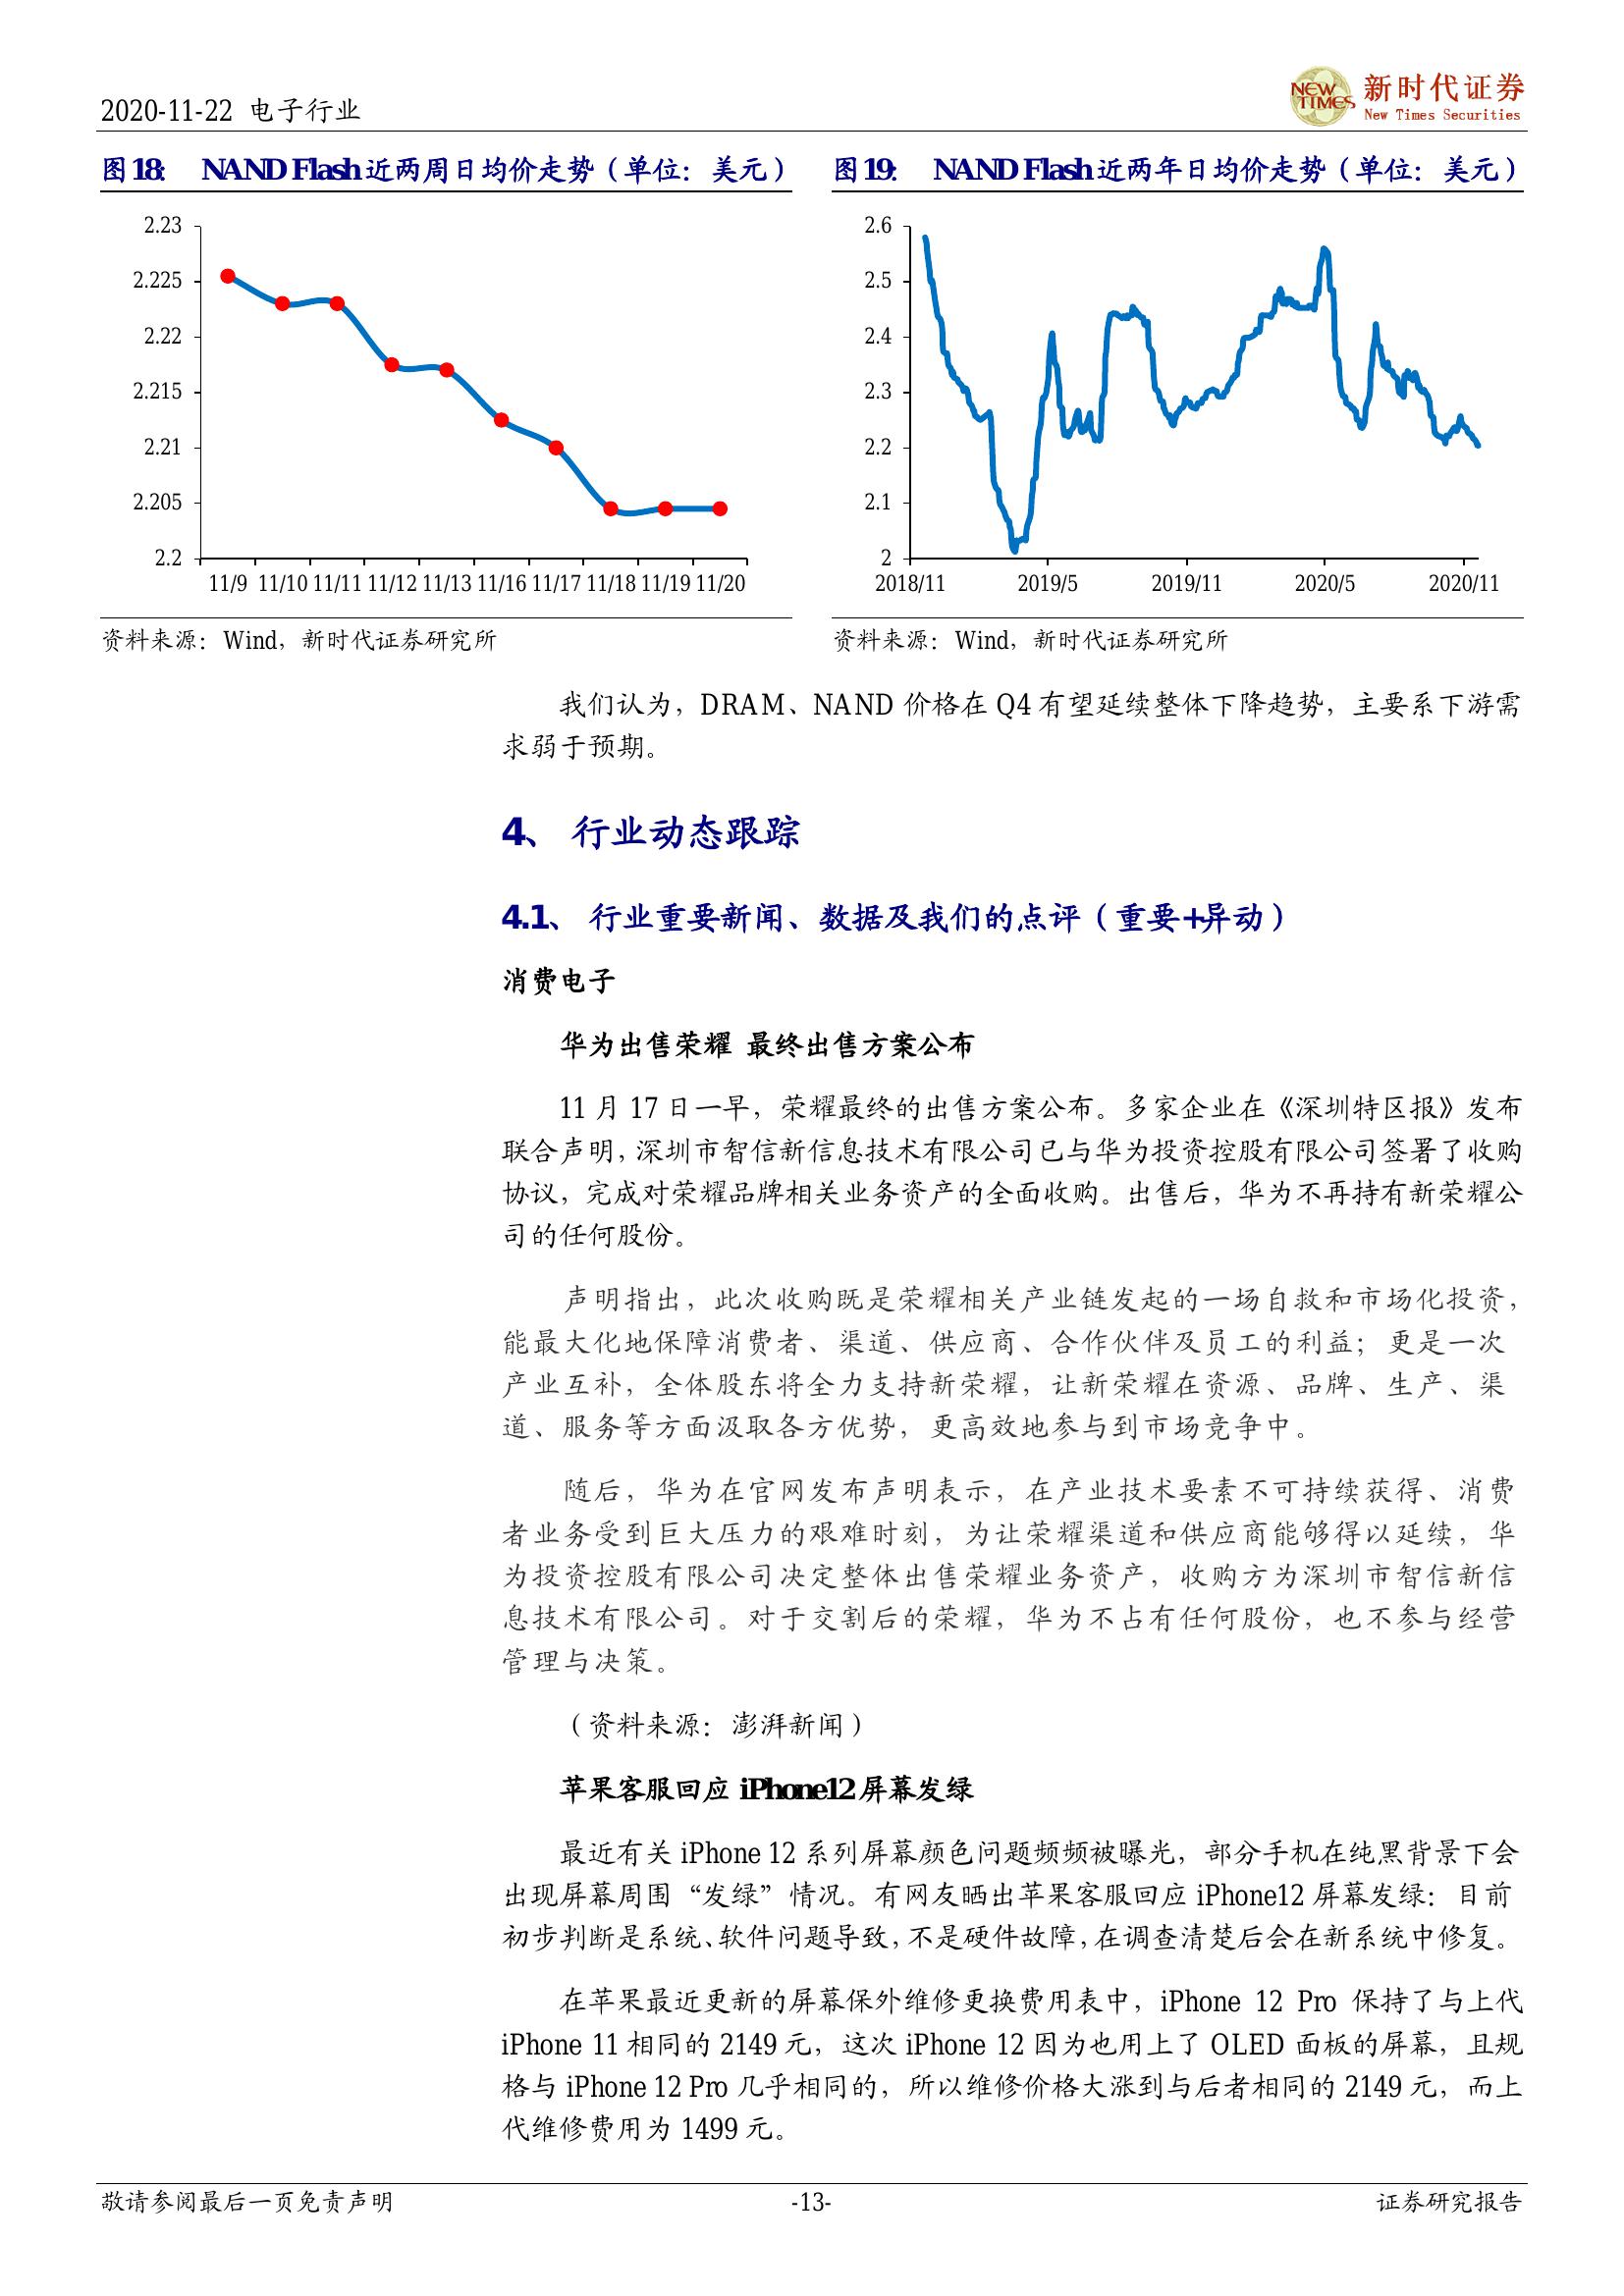 2020-11-22 电子行业
NEW TIMES 新时代证券
New Times Securities
图18: NAND Flash近两周日均价走势（单位：美元）
图19: NAND Flash近两年日均价走势（单位：美元）
2.23
2.225
2.22
2.215
2.21
2.205
2.2
11/9 11/10 11/11 11/12 11/13 11/16 11/17 11/18 11/19 11/20
2.6
2.5
2.4
2.3
2.2
2.1
2
2018/11 2019/5 2019/11 2020/5 2020/11
资料来源：Wind，新时代证券研究所
资料来源：Wind，新时代证券研究所
我们认为，DRAM、NAND 价格在 Q4 有望延续整体下降趋势，主要系下游需
求弱于预期。
4、 行业动态跟踪
4.1、 行业重要新闻、数据及我们的点评（重要+异动）
消费电子
华为出售荣耀 最终出售方案公布
11 月 17 日一早，荣耀最终的出售方案公布。多家企业在《深圳特区报》发布
联合声明，深圳市智信新信息技术有限公司已与华为投资控股有限公司签署了收购
协议，完成对荣耀品牌相关业务资产的全面收购。出售后，华为不再持有新荣耀公
司的任何股份。
声明指出，此次收购既是荣耀相关产业链发起的一场自救和市场化投资，
能最大化地保障消费者、渠道、供应商、合作伙伴及员工的利益；更是一次
产业互补，全体股东将全力支持新荣耀，让新荣耀在资源、品牌、生产、渠
道、服务等方面汲取各方优势，更高效地参与到市场竞争中。
随后，华为在官网发布声明表示，在产业技术要素不可持续获得、消费
者业务受到巨大压力的艰难时刻，为让荣耀渠道和供应商能够得以延续，华
为投资控股有限公司决定整体出售荣耀业务资产，收购方为深圳市智信新信
息技术有限公司。对于交割后的荣耀，华为不占有任何股份，也不参与经营
管理与决策。
（资料来源：澎湃新闻）
苹果客服回应 iPhone12 屏幕发绿
最近有关 iPhone 12 系列屏幕颜色问题频频被曝光，部分手机在纯黑背景下会
出现屏幕周围“发绿”情况。有网友晒出苹果客服回应 iPhone12 屏幕发绿：目前
初步判断是系统、软件问题导致，不是硬件故障，在调查清楚后会在新系统中修复。
在苹果最近更新的屏幕保外维修更换费用表中，iPhone 12 Pro 保持了与上代
iPhone 11 相同的 2149 元，这次 iPhone 12 因为也用上了 OLED 面板的屏幕，且规
格与 iPhone 12 Pro 几乎相同的，所以维修价格大涨到与后者相同的 2149 元，而上
代维修费用为 1499 元。
敬请参阅最后一页免责声明 -13- 证券研究报告